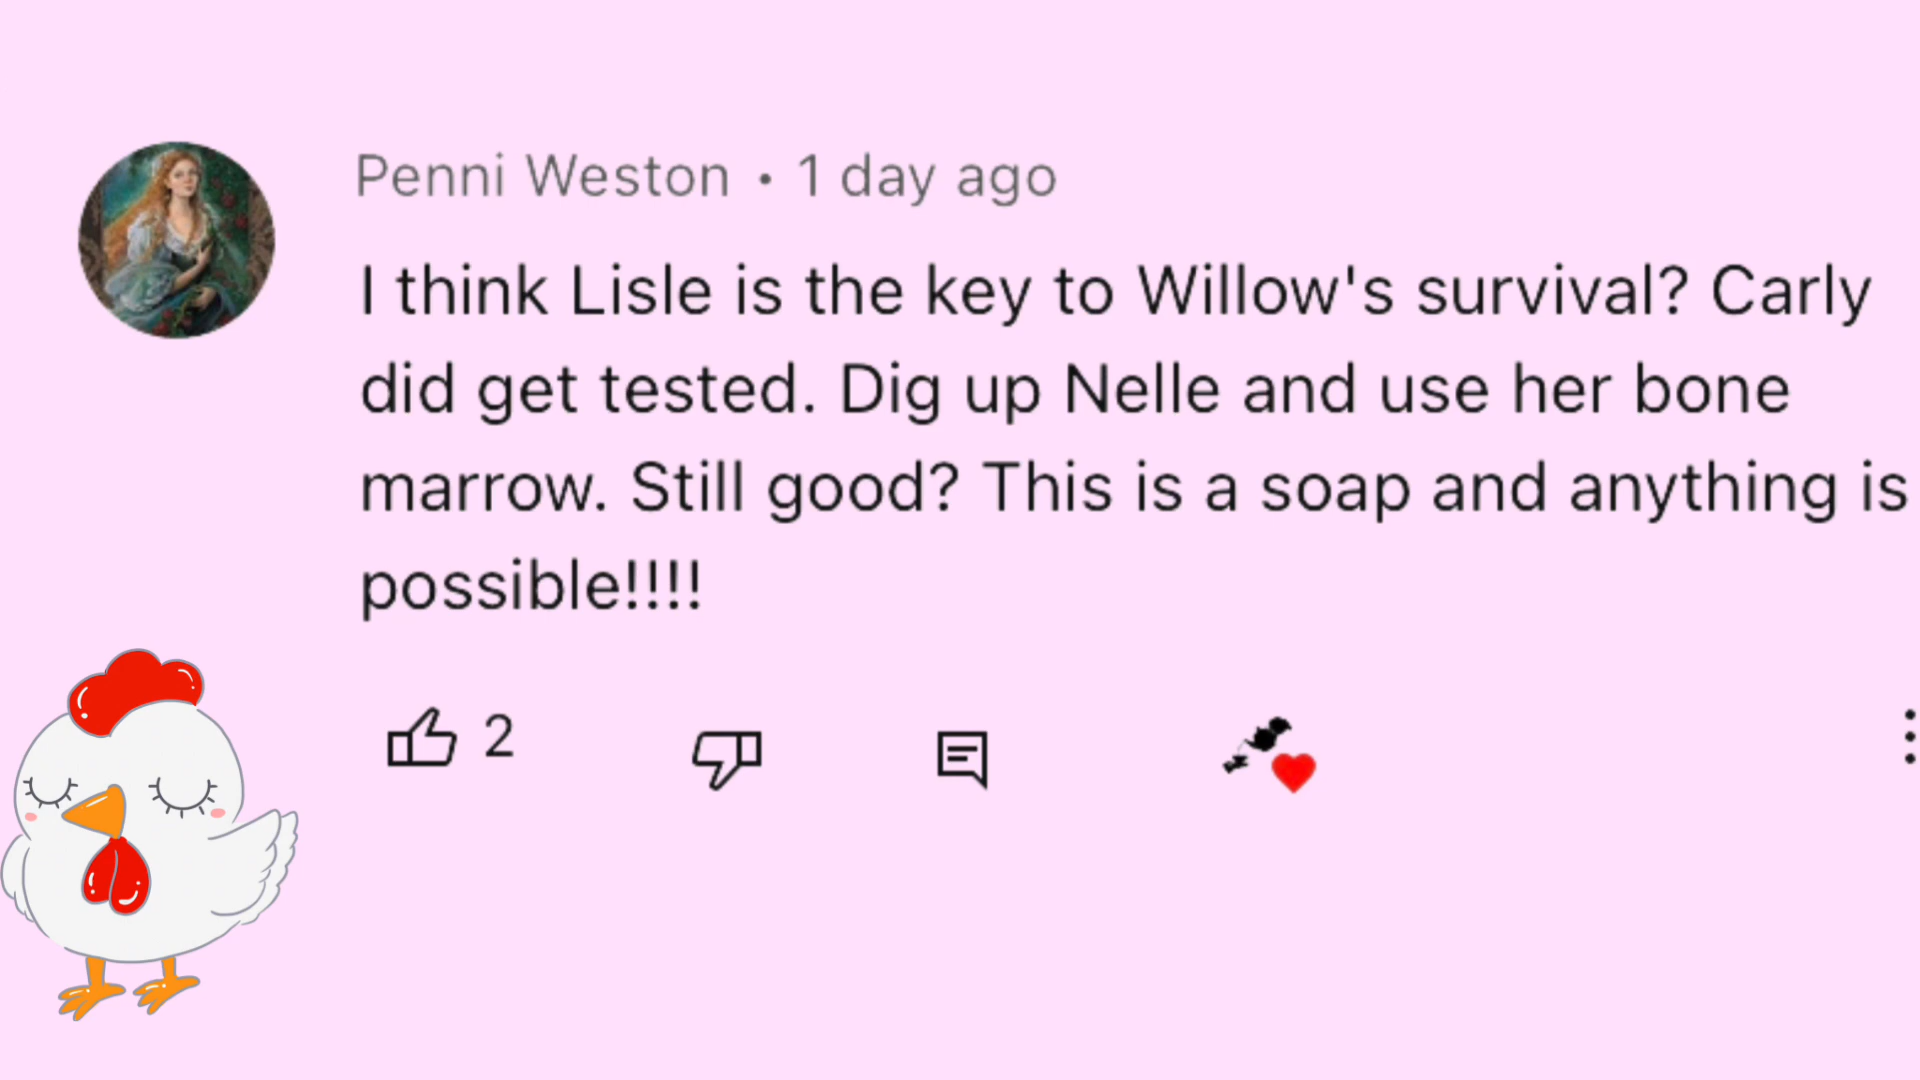 Penni Weston • 1 day ago
I think Lisle is the key to Willow's survival? Carly
did get tested. Dig up Nelle and use her bone
marrow. Still good? This is a soap and anything is
possible!!!!
2